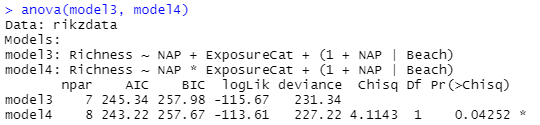 > anova(model3, model4)
Data: rikzdata
Models:
model3: Richness ~ NAP + ExposureCat + (1 + NAP | Beach)
model4: Richness ~ NAP * ExposureCat + (1 + NAP | Beach)
npar AIC BIC logLik deviance Chisq Df Pr(>Chisq)
model3 7 245.34 257.98 -115.67 231.34
model4 8 243.22 257.67 -113.61 227.22 4.1143 1 0.04252 *